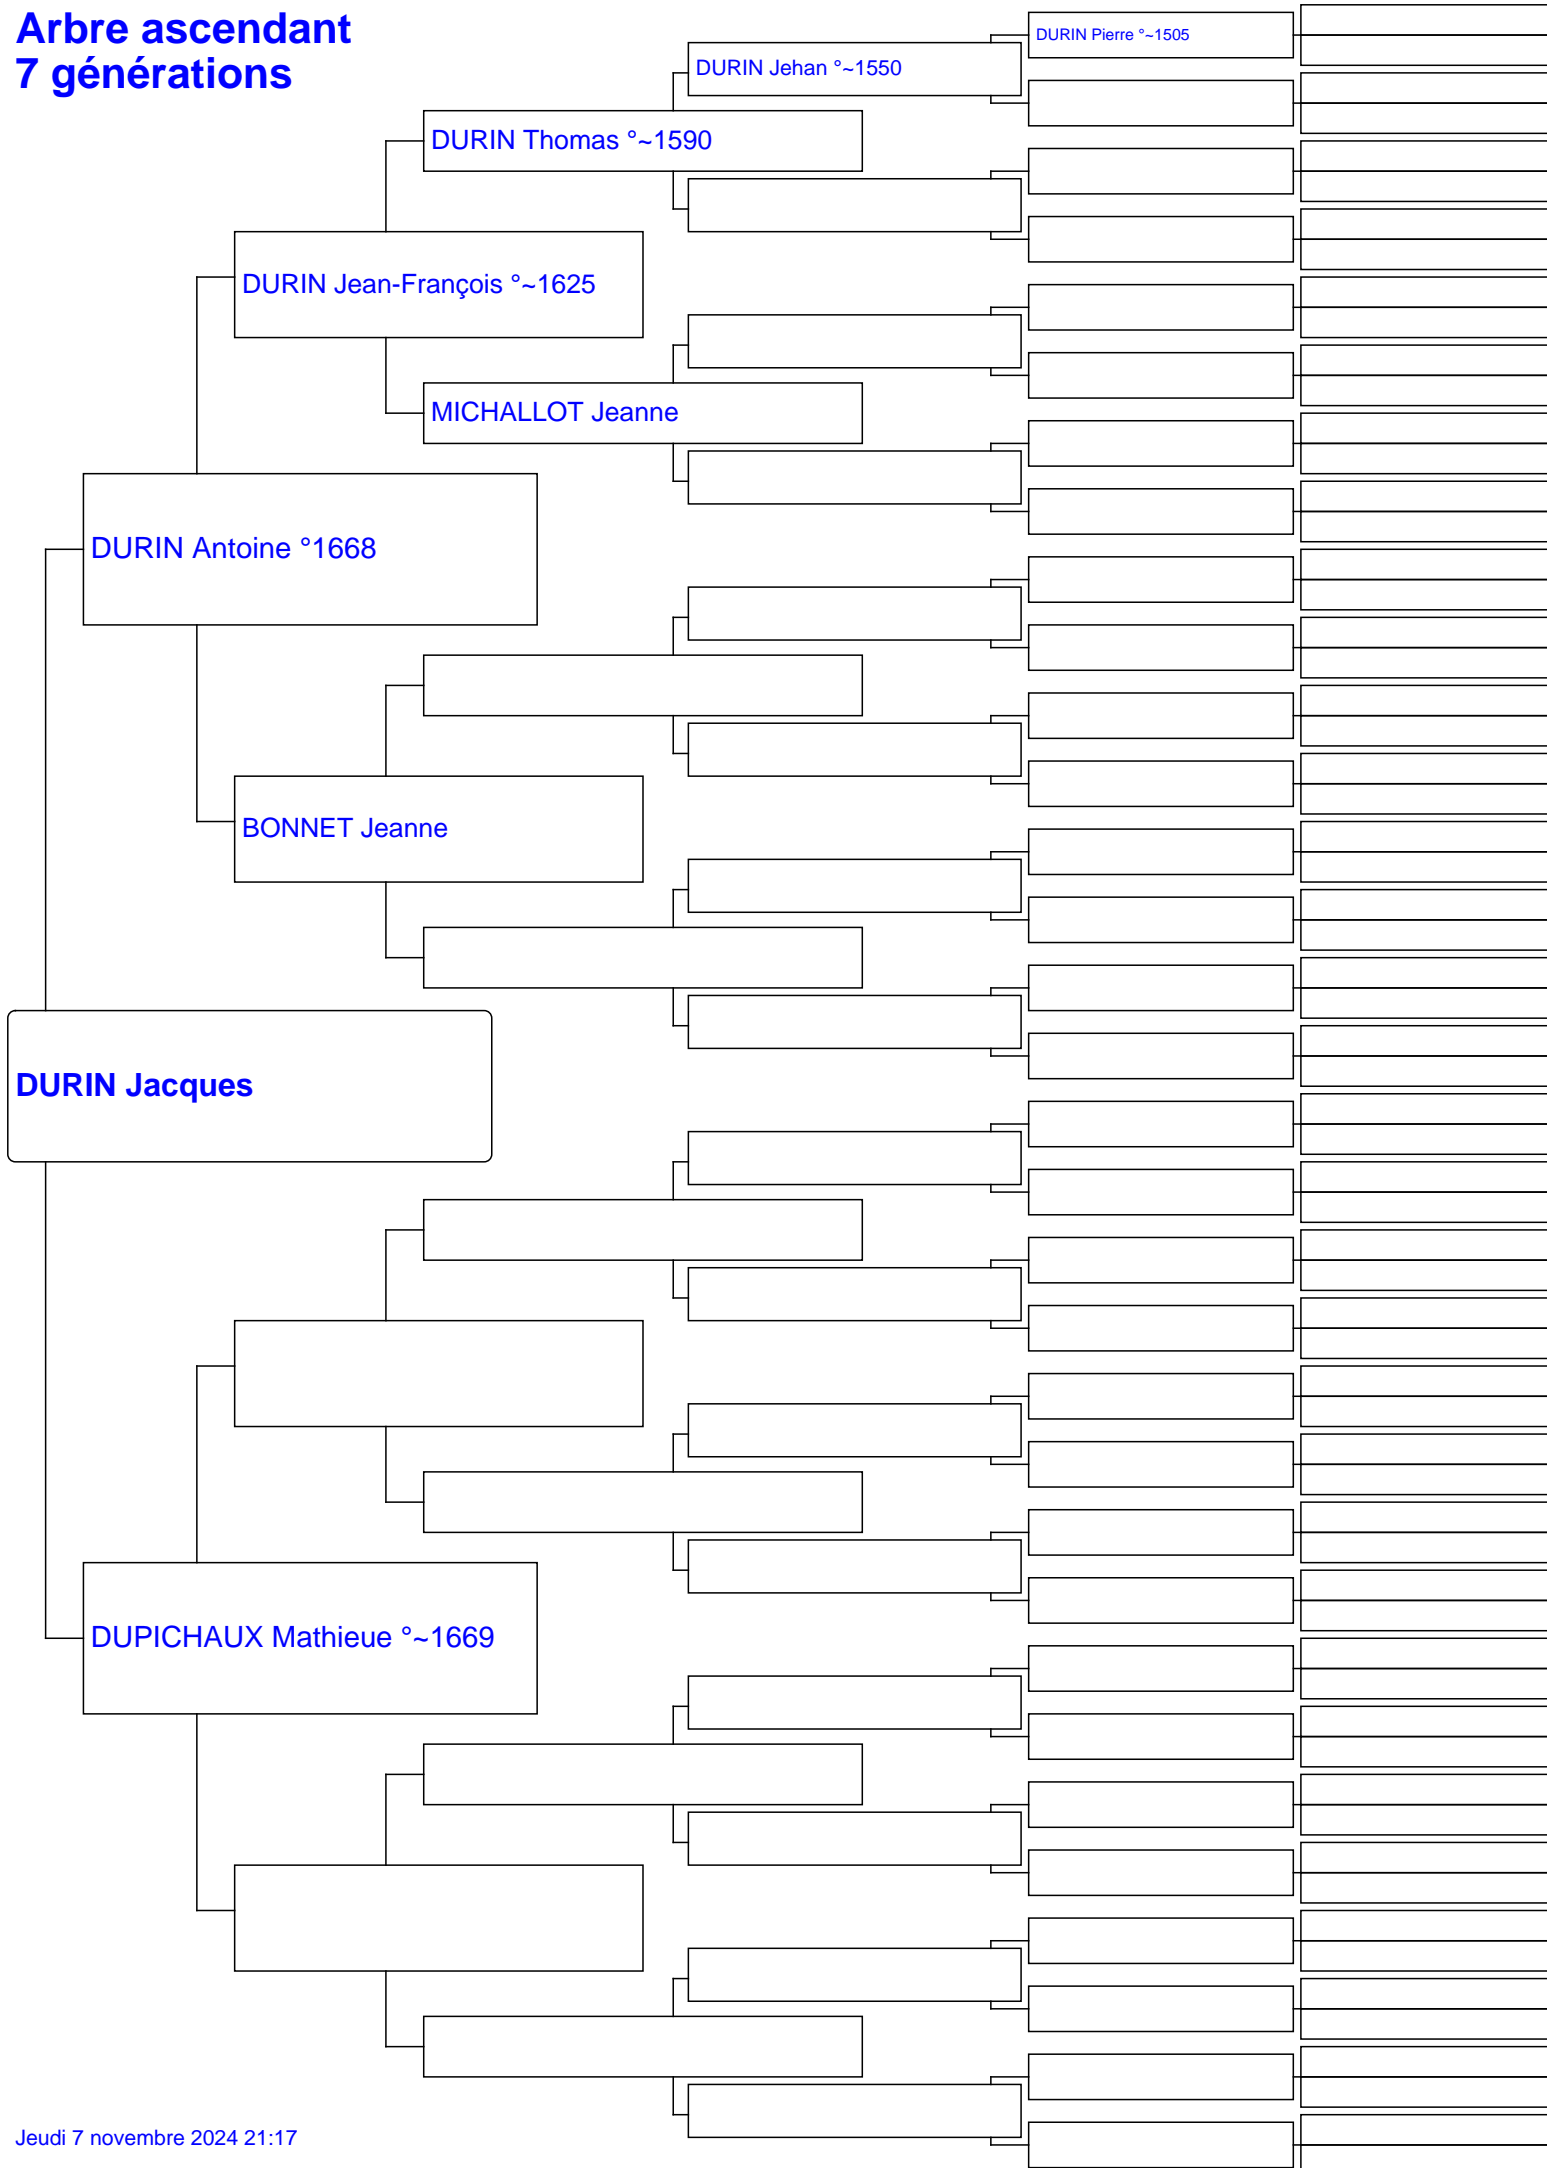 Arbre ascendant
7 générations
DURIN Pierre °~1505
DURIN Jehan °~1550
DURIN Thomas °~1590
DURIN Jean-François °~1625
MICHALLOT Jeanne
DURIN Antoine °1668
BONNET Jeanne
DURIN Jacques
DUPICHAUX Mathieue °~1669
Jeudi 7 novembre 2024 21:17